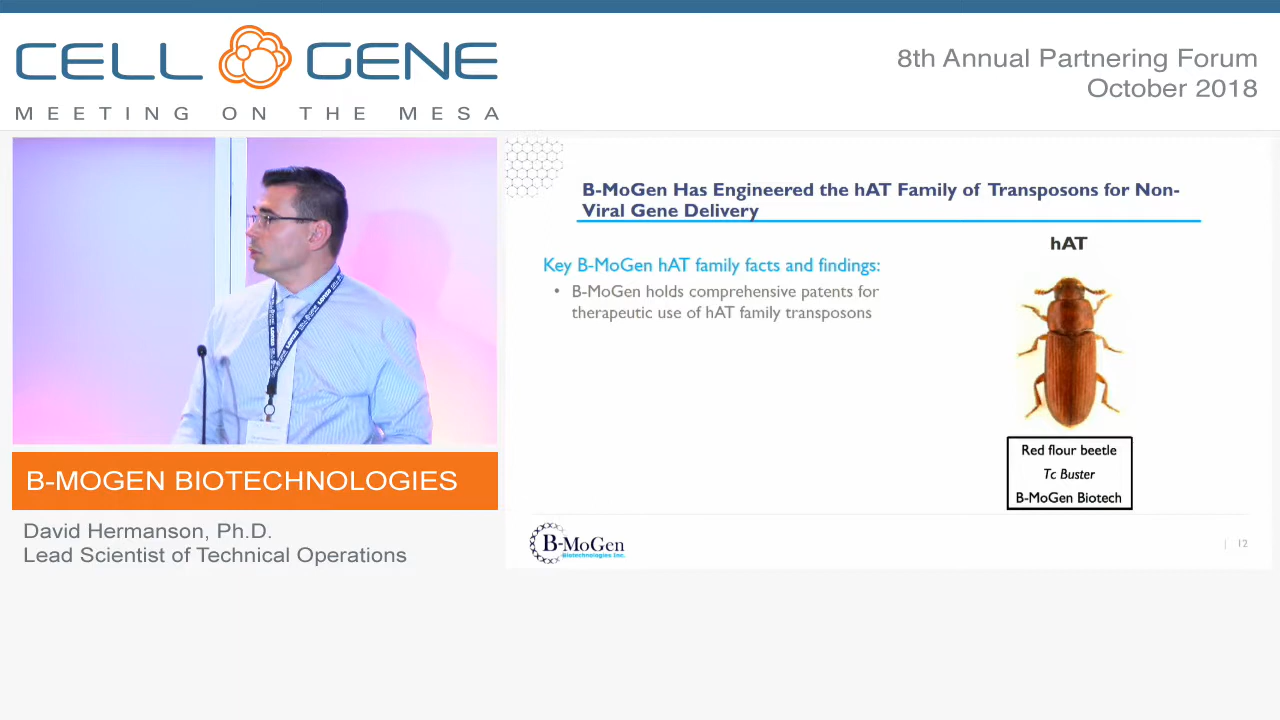 CELL GENE
MEETING ON THE MESA
8th Annual Partnering Forum
October 2018
B-MoGen Has Engineered the hAT Family of Transposons for Non-
Viral Gene Delivery
Key B-MoGen hAT family facts and findings:
• B-MoGen holds comprehensive patents for
therapeutic use of hAT family transposons
hAT
Red flour beetle
Tc Buster
B-MoGen Biotech
B-MoGen
Biotechnologies Inc.
12
LONZA
B-MOGEN BIOTECHNOLOGIES
David Hermanson, Ph.D.
Lead Scientist of Technical Operations